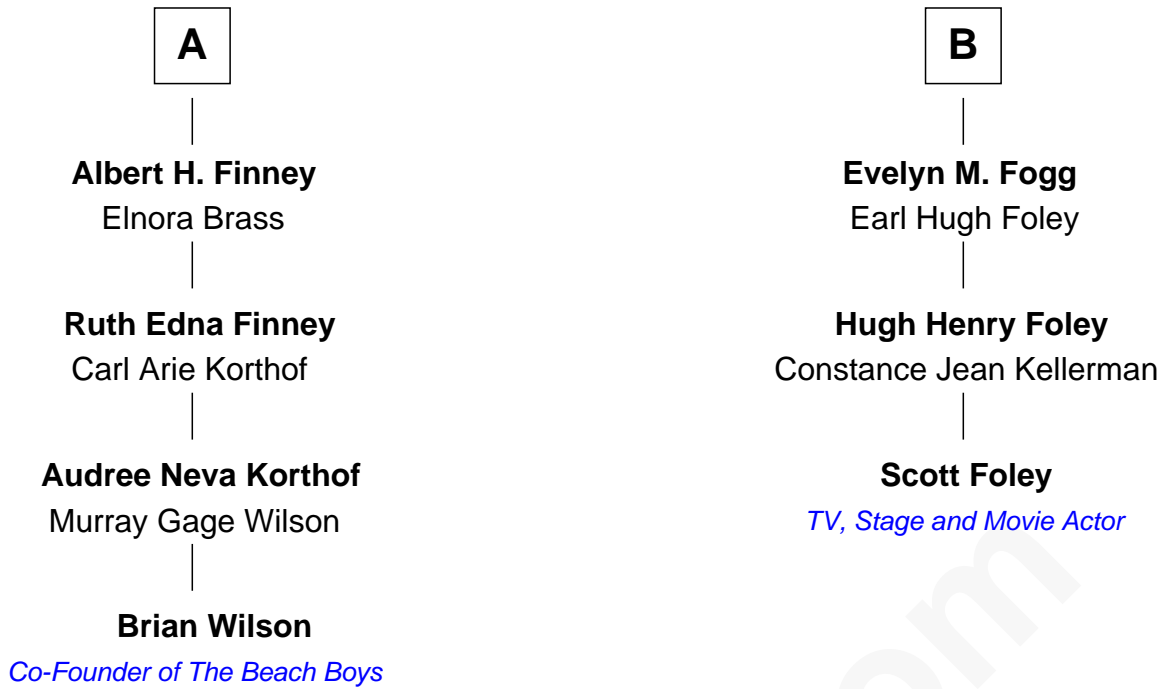 A
Albert H. Finney
Elnora Brass
Ruth Edna Finney
Carl Arie Korthof
Audree Neva Korthof
Murray Gage Wilson
Brian Wilson
Co-Founder of The Beach Boys
B
Evelyn M. Fogg
Earl Hugh Foley
Hugh Henry Foley
Constance Jean Kellerman
Scott Foley
TV, Stage and Movie Actor
om